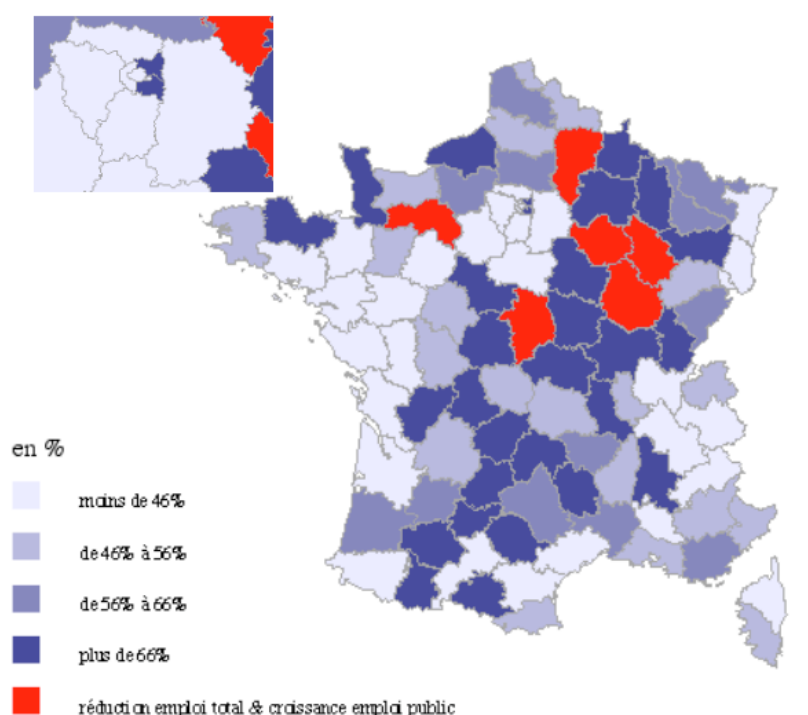 en %
moins de 46%
de 46% à 56%
de 56% à 66%
plus de 66%
réduction emploi total & croissance emploi public